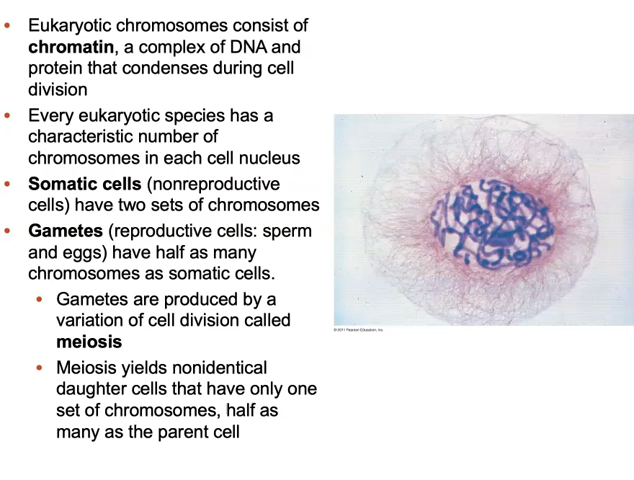 • Eukaryotic chromosomes consist of
chromatin, a complex of DNA and
protein that condenses during cell
division
• Every eukaryotic species has a
characteristic number of
chromosomes in each cell nucleus
• Somatic cells (nonreproductive
cells) have two sets of chromosomes
• Gametes (reproductive cells: sperm
and eggs) have half as many
chromosomes as somatic cells.
• Gametes are produced by a
variation of cell division called
meiosis
• Meiosis yields nonidentical
daughter cells that have only one
set of chromosomes, half as
many as the parent cell
© 2011 Pearson Education, Inc.